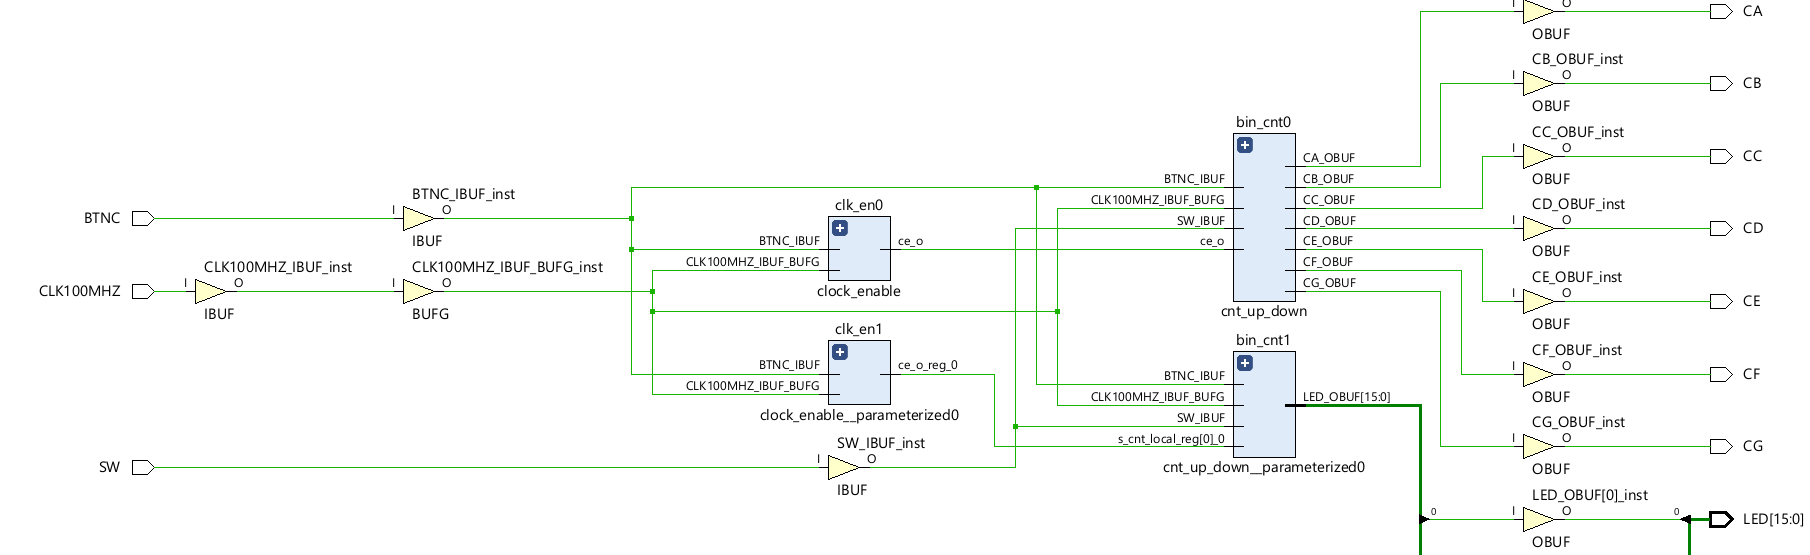 I
O
CA
OBUF
CB_OBUF_inst
I
O
CB
OBUF
bin_cnt0
CC_OBUF_inst
I
O
CC
OBUF
CA_OBUF
BTNC_IBUF
CB_OBUF
CLK100MHZ_IBUF_BUFG
CC_OBUF
SW_IBUF
CD_OBUF
ce_o
CE_OBUF
CF_OBUF
CG_OBUF
cnt_up_down
BTNC
BTNC_IBUF_inst
I
O
IBUF
clk_en0
BTNC_IBUF
ce_o
CLK100MHZ_IBUF_BUFG
clock_enable
CD_OBUF_inst
I
O
CD
OBUF
CLK100MHZ
CLK100MHZ_IBUF_inst
I
O
IBUF
CLK100MHZ_IBUF_BUFG_inst
I
O
BUFG
CE_OBUF_inst
I
O
CE
OBUF
clk_en1
BTNC_IBUF
ce_o_reg_0
CLK100MHZ_IBUF_BUFG
clock_enable__parameterized0
bin_cnt1
BTNC_IBUF
CLK100MHZ_IBUF_BUFG
LED_OBUF[15:0]
SW_IBUF
s_cnt_local_reg[0]_0
cnt_up_down__parameterized0
CF_OBUF_inst
I
O
CF
OBUF
CG_OBUF_inst
I
O
CG
OBUF
SW
SW_IBUF_inst
I
O
IBUF
LED_OBUF[0]_inst
0
I
O
0
LED[15:0]
OBUF